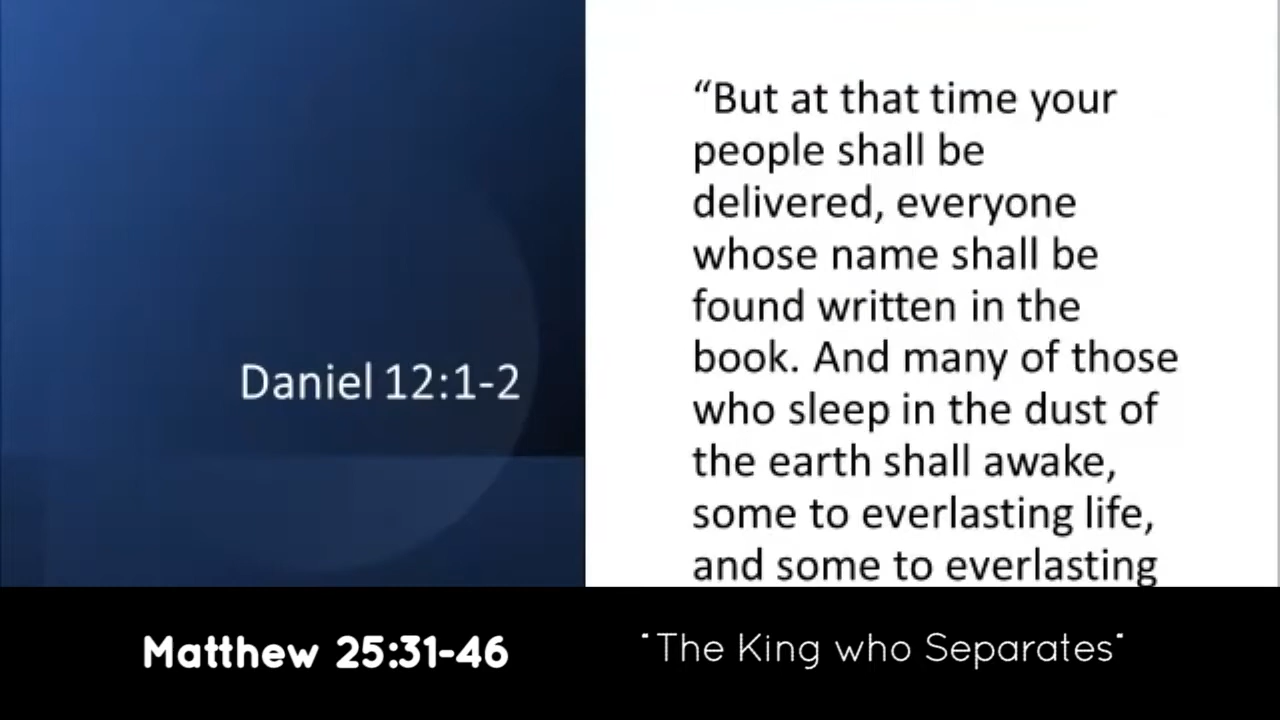 Daniel 12:1-2
“But at that time your
people shall be
delivered, everyone
whose name shall be
found written in the
book. And many of those
who sleep in the dust of
the earth shall awake,
some to everlasting life,
and some to everlasting
Matthew 25:31-46
"The King who Separates"